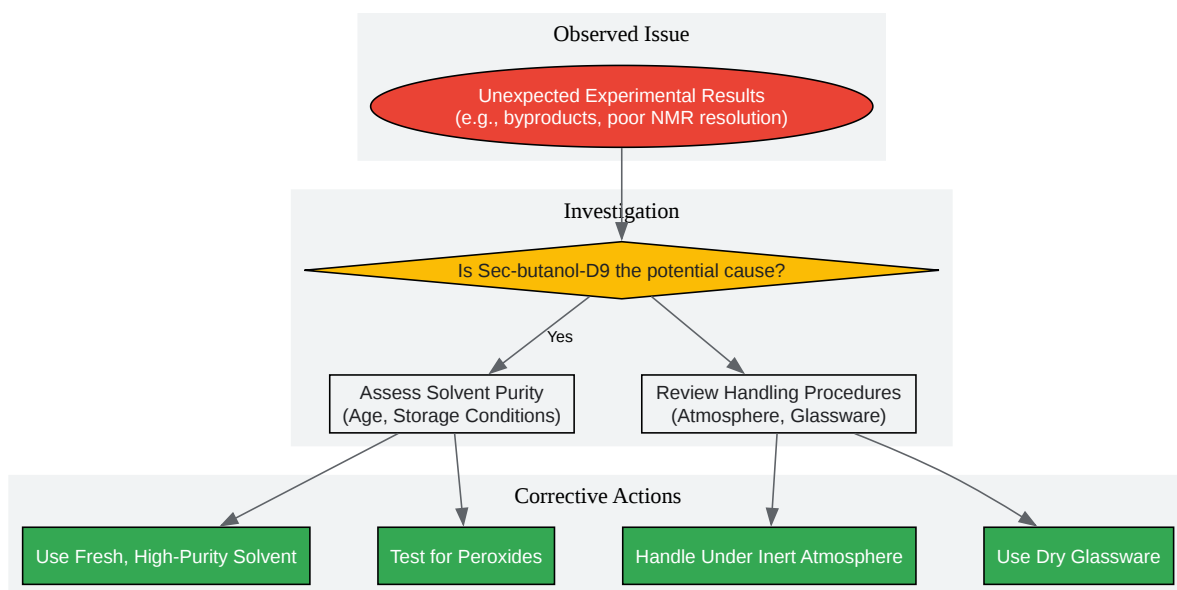 Observed Issue
Unexpected Experimental Results
(e.g., byproducts, poor NMR resolution)
Investigation
Is Sec-butanol-D9 the potential cause?
Yes
Assess Solvent Purity
(Age, Storage Conditions)
Review Handling Procedures
(Atmosphere, Glassware)
Corrective Actions
Use Fresh, High-Purity Solvent
Test for Peroxides
Handle Under Inert Atmosphere
Use Dry Glassware